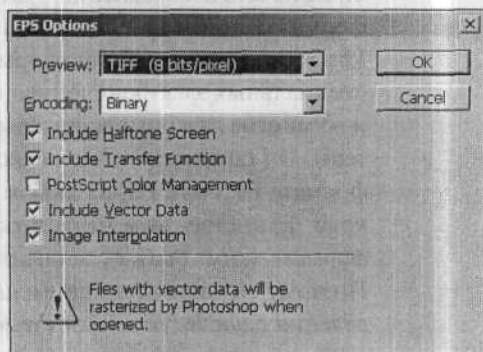 EPS Options
Preview: TIFF (8 bits/pixel)
OK
Encoding: Binary
Cancel
Include Halftone Screen
Include Transfer Function
PostScript Color Management
Include Vector Data
Image Interpolation
Files with vector data will be
rasterized by Photoshop when
opened.